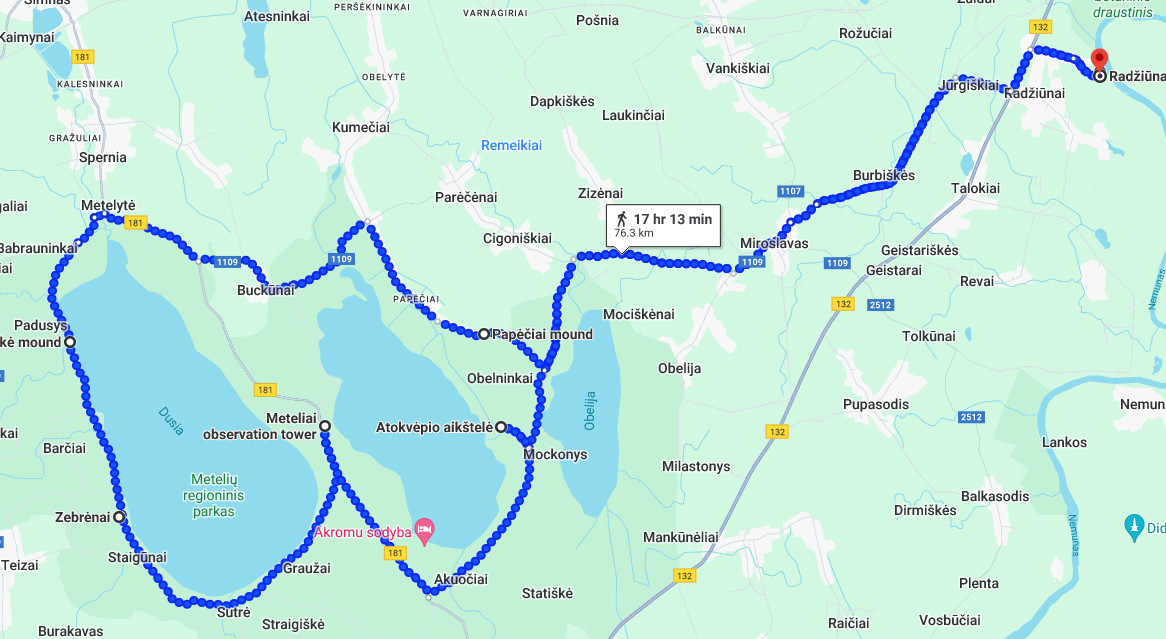 Simnas
PERŠĖKININKAI
VARNAGIRIAI
Atesninkai
Pošnia
Kaimynai
181
BALKŪNAI
132
draustinis
Rožučiai
KALESNINKAI
OBELYTĖ
Vankiškiai
Jurgiškiai
Radžiūna
Radžiūnai
Dapkiškės
Laukinčiai
GRAŽULIAI
Kumečiai
Remeikiai
Spernia
Parėčėnai
Zizėnai
Burbiškės
Talokiai
1107
Metelytė
181
17 hr 13 min
76.3 km
galiai
Babrauninkai
Cigoniškiai
Miroslavas
Geistariškės
1109
1109
1109
1109
iai
Geistarai
Revai
Buckūnai
PAPĖČIAI
132
2512
Nemunas
Padusys
kė mound
Papėčiai mound
Mociškėnai
Tolkūnai
Obelija
Obelninkai
181
Obelija
Dusia
Meteliai
observation tower
Atokvėpio aikštelė
Pupasodis
2512
Nemun
kai
Barčiai
132
Mockonys
Lankos
Milastonys
Metelių
regioninis
parkas
Balkasodis
Dirmiškės
Zebrėnai
Akromu sodyba
Mankūnėliai
Nemunas
Did
Staigūnai
181
Teizai
Graužai
Akuočiai
132
Plenta
Statiškė
Sutrė
Straigiškė
Raičiai
Vosbūčiai
Burakavas